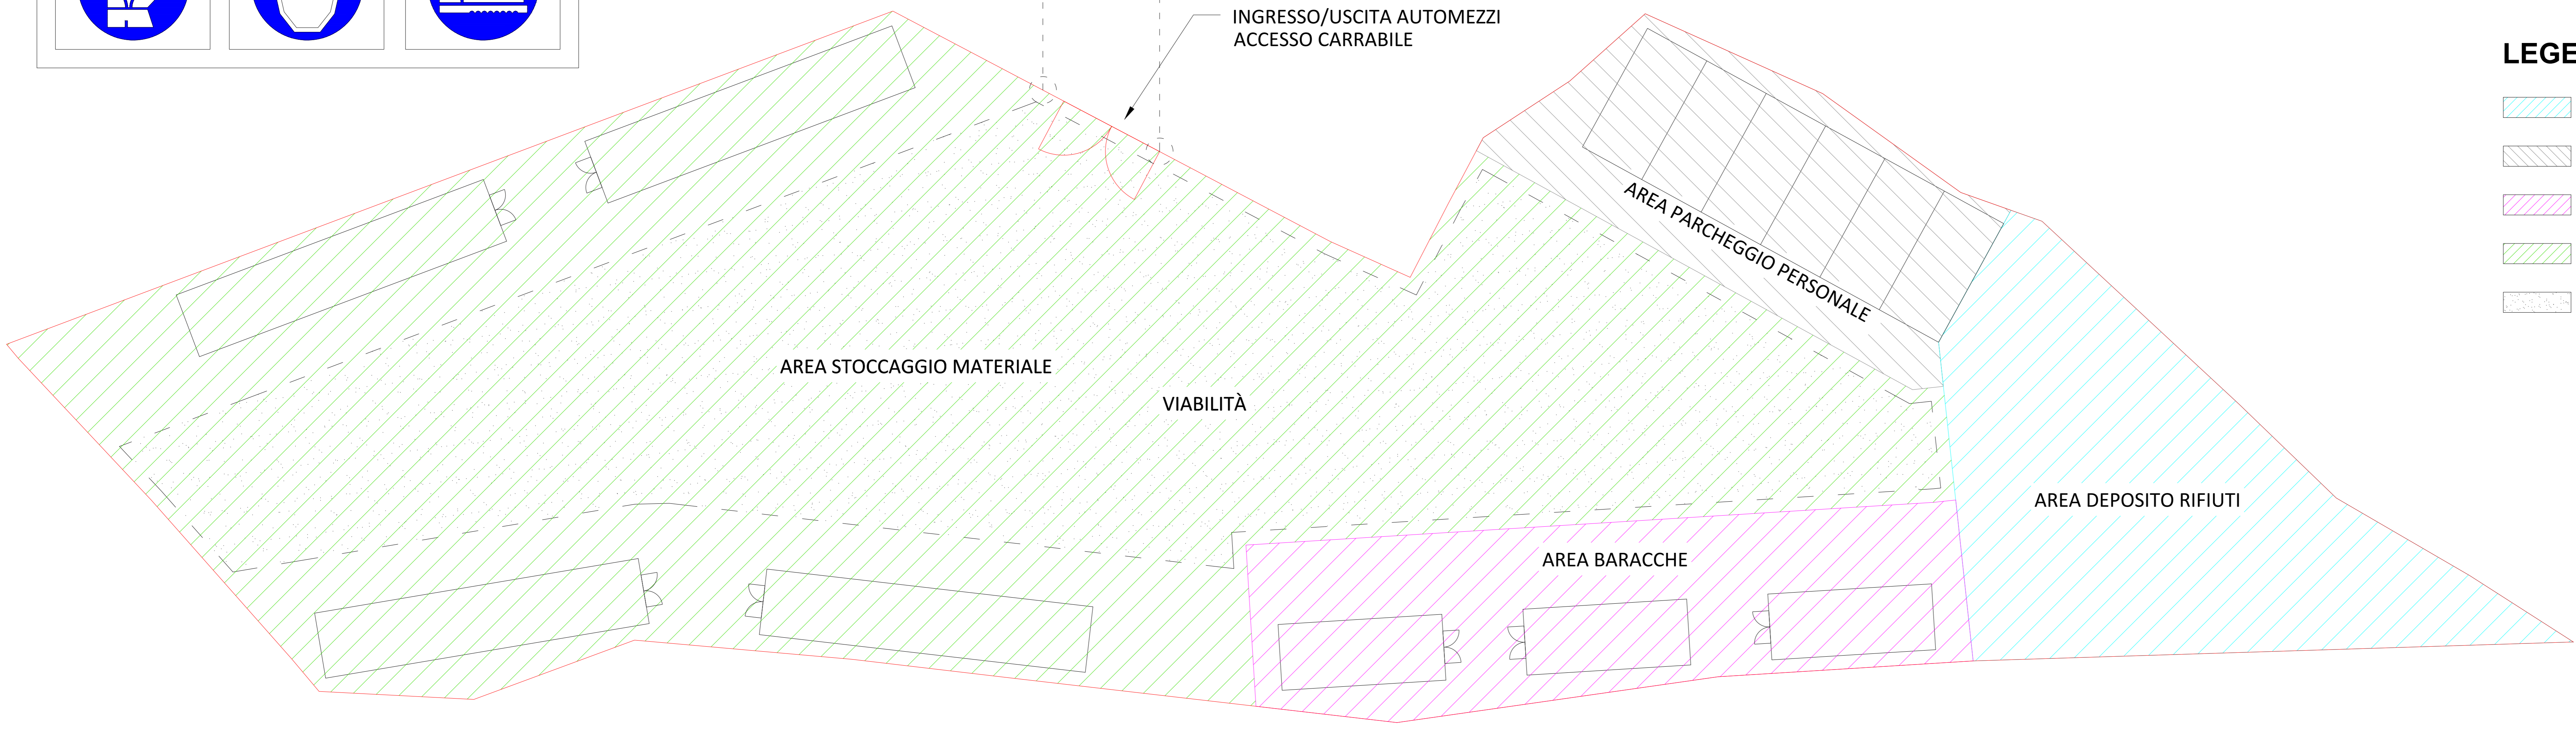 INGRESSO/USCITA AUTOMEZZI
ACCESSO CARRABILE
LEGE
AREA PARCHEGGIO PERSONALE
AREA STOCCAGGIO MATERIALE
VIABILITÀ
AREA DEPOSITO RIFIUTI
AREA BARACCHE